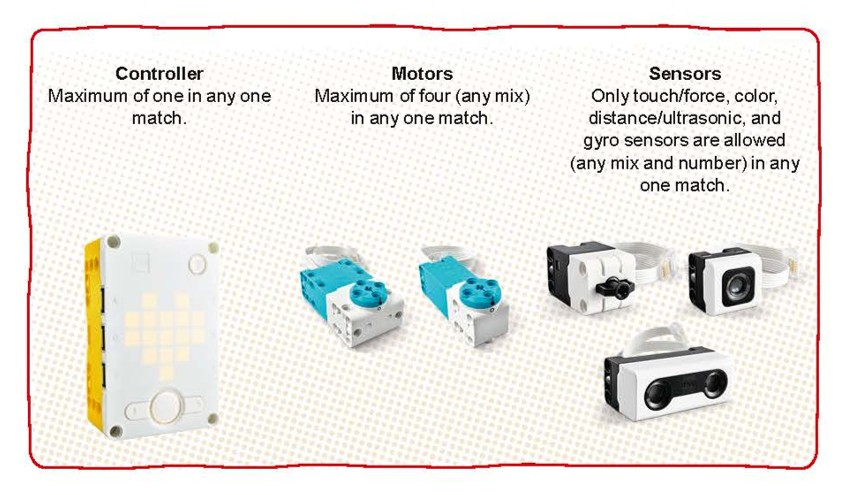 Controller
Maximum of one in any one
match.
Motors
Maximum of four (any mix)
in any one match.
Sensors
Only touch/force, color,
distance/ultrasonic, and
gyro sensors are allowed
(any mix and number) in any
one match.